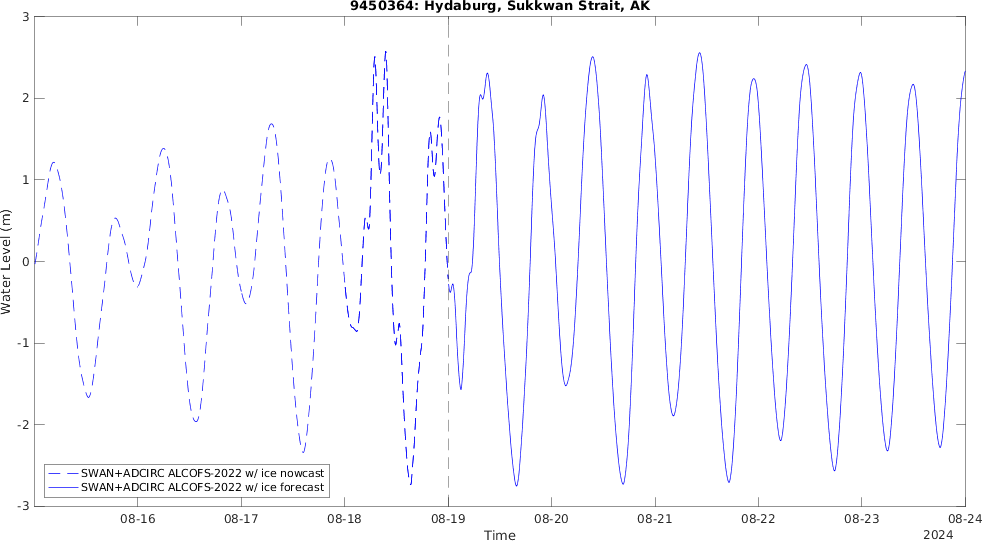 9450364: Hydaburg, Sukkwan Strait, AK
3
2
1
0
-1
-2
-3
Water Level (m)
SWAN+ADCIRC ALCOFS-2022 w/ ice nowcast
SWAN+ADCIRC ALCOFS-2022 w/ ice forecast
08-16 08-17 08-18 08-19 08-20 08-21 08-22 08-23 08-24
Time 2024